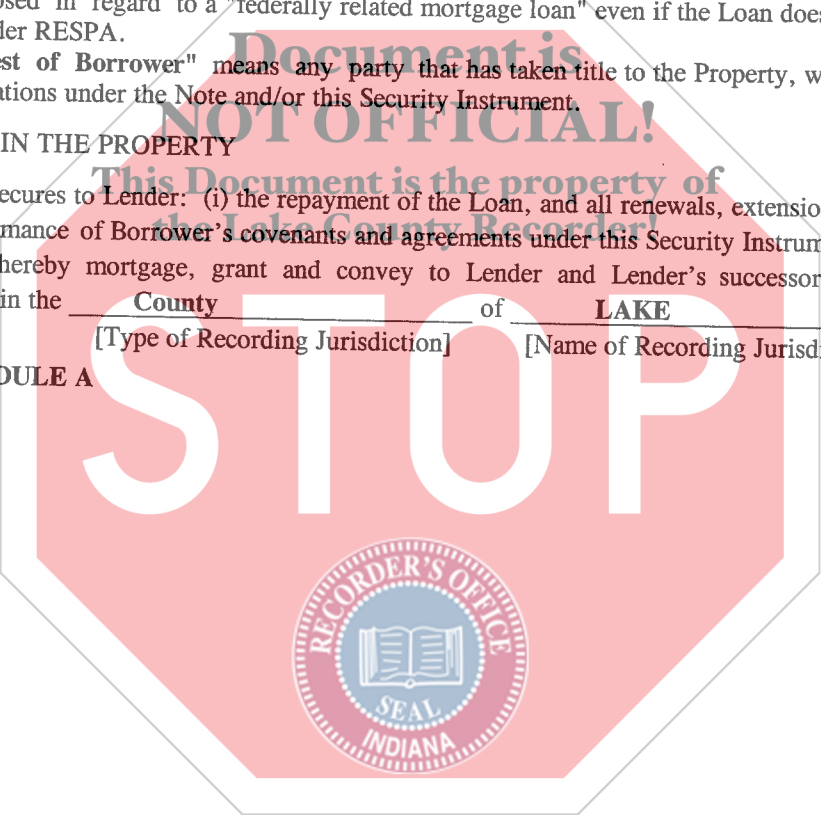 osed in regard to a "federally related mortgage loan" even if the Loan does
der RESPA.
st of Borrower" means any party that has taken title to the Property, w
ations under the Note and/or this Security Instrument.
IN THE PROPERTY
ecures to Lender: (i) the repayment of the Loan, and all renewals, extensio
mance of Borrower's covenants and agreements under this Security Instrum
hereby mortgage, grant and convey to Lender and Lender's successor
in the County of LAKE
[Type of Recording Jurisdiction] [Name of Recording Jurisdi
DULE A
Document is
NOT OFFICIAL!
This Document is the property of
the Lake County Recorder!
STOP
RECORDER'S OFFICE
SEAL
INDIANA